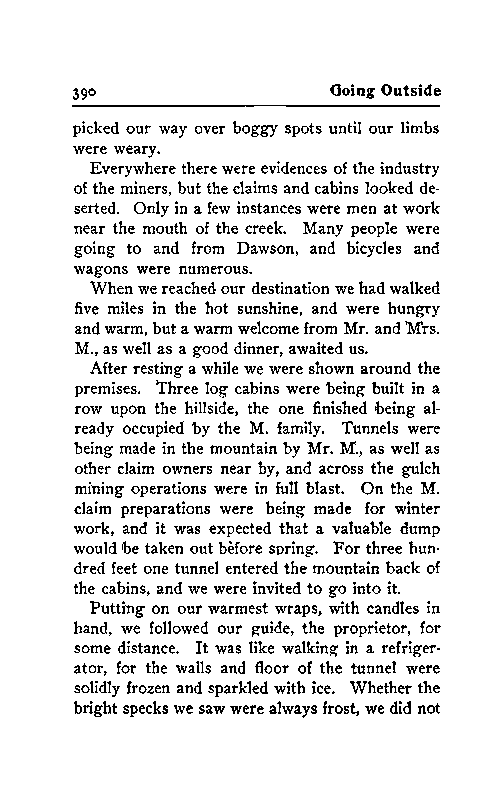 390 Going Outside
picked our way over boggy spots until our limbs
were weary.
Everywhere there were evidences of the industry
of the miners, but the claims and cabins looked de-
serted. Only in a few instances were men at work
near the mouth of the creek. Many people were
going to and from Dawson, and bicycles and
wagons were numerous.
When we reached our destination we had walked
five miles in the hot sunshine, and were hungry
and warm, but a warm welcome from Mr. and Mrs.
M., as well as a good dinner, awaited us.
After resting a while we were shown around the
premises. Three log cabins were being built in a
row upon the hillside, the one finished being al-
ready occupied by the M. family. Tunnels were
being made in the mountain by Mr. M., as well as
other claim owners near by, and across the gulch
mining operations were in full blast. On the M.
claim preparations were being made for winter
work, and it was expected that a valuable dump
would be taken out before spring. For three hun-
dred feet one tunnel entered the mountain back of
the cabins, and we were invited to go into it.
Putting on our warmest wraps, with candles in
hand, we followed our guide, the proprietor, for
some distance. It was like walking in a refriger-
ator, for the walls and floor of the tunnel were
solidly frozen and sparkled with ice. Whether the
bright specks we saw were always frost, we did not